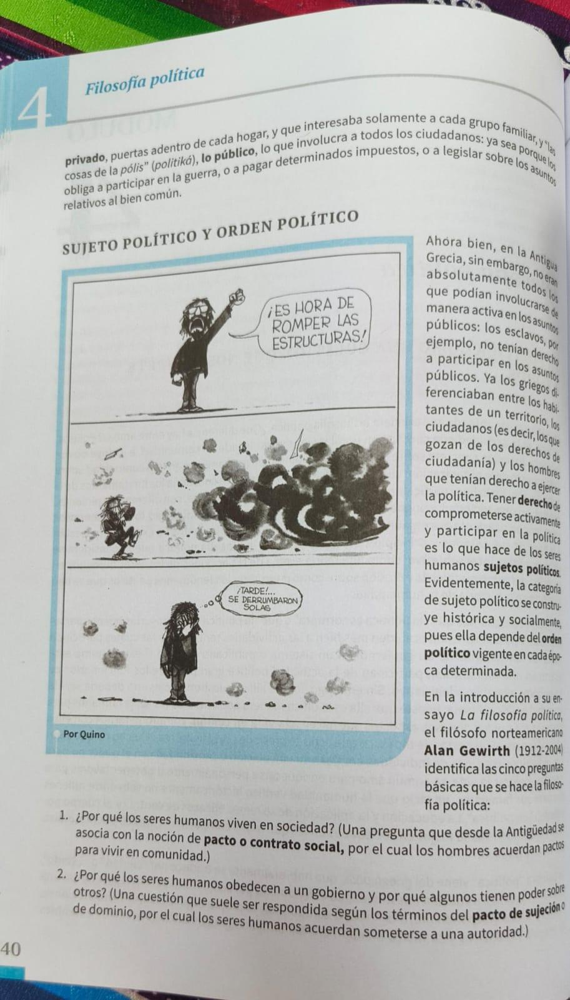 4
Filosofía política
privado, puertas adentro de cada hogar, y que interesaba solamente a cada grupo familiar, y “las
cosas de la pólis” (politiká), lo público, lo que involucra a todos los ciudadanos: ya sea porque los
obliga a participar en la guerra, o a pagar determinados impuestos, o a legislar sobre los asuntos
relativos al bien común.
SUJETO POLÍTICO Y ORDEN POLÍTICO
¡ES HORA DE
ROMPER LAS
ESTRUCTURAS!
¡TARDE!...
SE DERRUMBARON
SOLAS
Por Quino
Ahora bien, en la Antigua
Grecia, sin embargo, no eran
absolutamente todos los
que podían involucrarse de
manera activa en los asuntos
públicos: los esclavos, por
ejemplo, no tenían derecho
a participar en los asuntos
públicos. Ya los griegos di-
ferenciaban entre los habi-
tantes de un territorio, los
ciudadanos (es decir, los que
gozan de los derechos de
ciudadanía) y los hombres
que tenían derecho a ejercer
la política. Tener derecho de
comprometerse activamente
y participar en la política
es lo que hace de los seres
humanos sujetos políticos.
Evidentemente, la categoría
de sujeto político se constru-
ye histórica y socialmente,
pues ella depende del orden
político vigente en cada épo-
ca determinada.
En la introducción a su en-
sayo La filosofía política,
el filósofo norteamericano
Alan Gewirth (1912-2004)
identifica las cinco preguntas
básicas que se hace la filoso-
fía política:
1. ¿Por qué los seres humanos viven en sociedad? (Una pregunta que desde la Antigüedad se
asocia con la noción de pacto o contrato social, por el cual los hombres acuerdan pactos
para vivir en comunidad.)
2. ¿Por qué los seres humanos obedecen a un gobierno y por qué algunos tienen poder sobre
otros? (Una cuestión que suele ser respondida según los términos del pacto de sujeción o
de dominio, por el cual los seres humanos acuerdan someterse a una autoridad.)
40